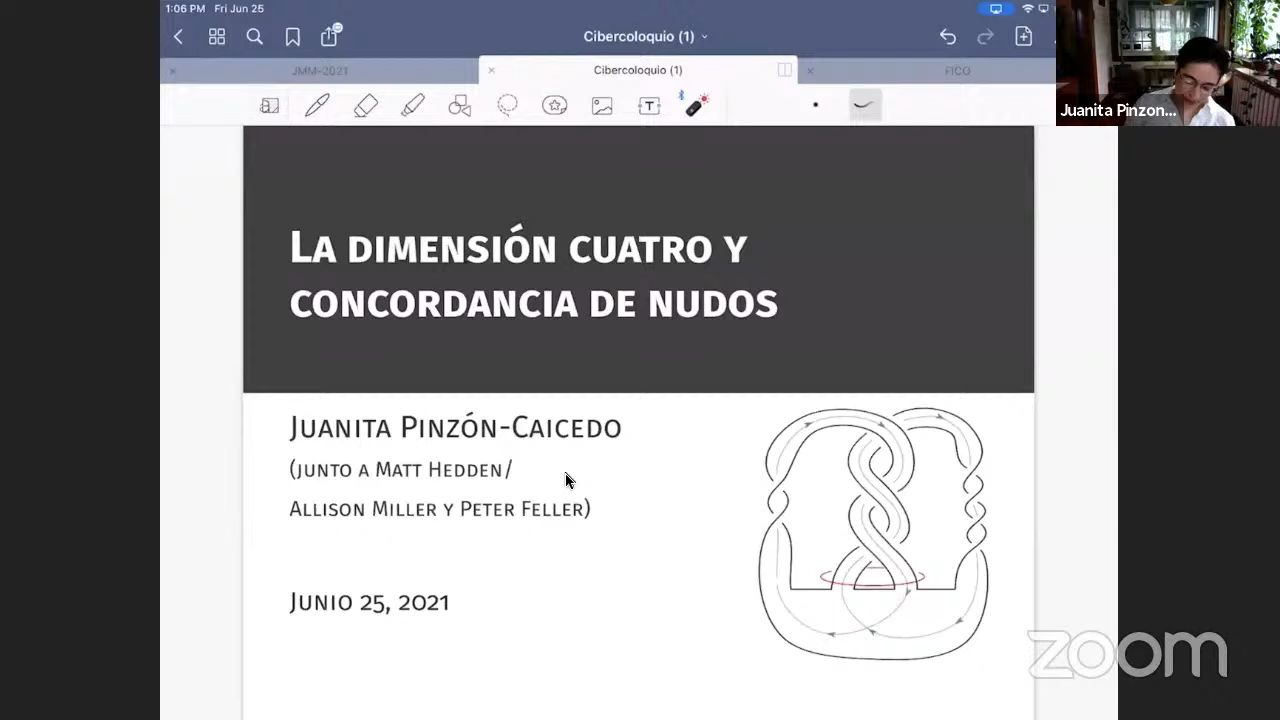 1:06 PM Fri Jun 25
Cibercoloquio (1)
JMM-2021
Cibercoloquio (1)
FICO
T
Juanita Pinzon...
LA DIMENSIÓN CUATRO Y
CONCORDANCIA DE NUDOS
JUANITA PINZÓN-CAICEDO
(JUNTO A MATT HEDDEN/
ALLISON MILLER Y PETER FELLER)
JUNIO 25, 2021
zoom